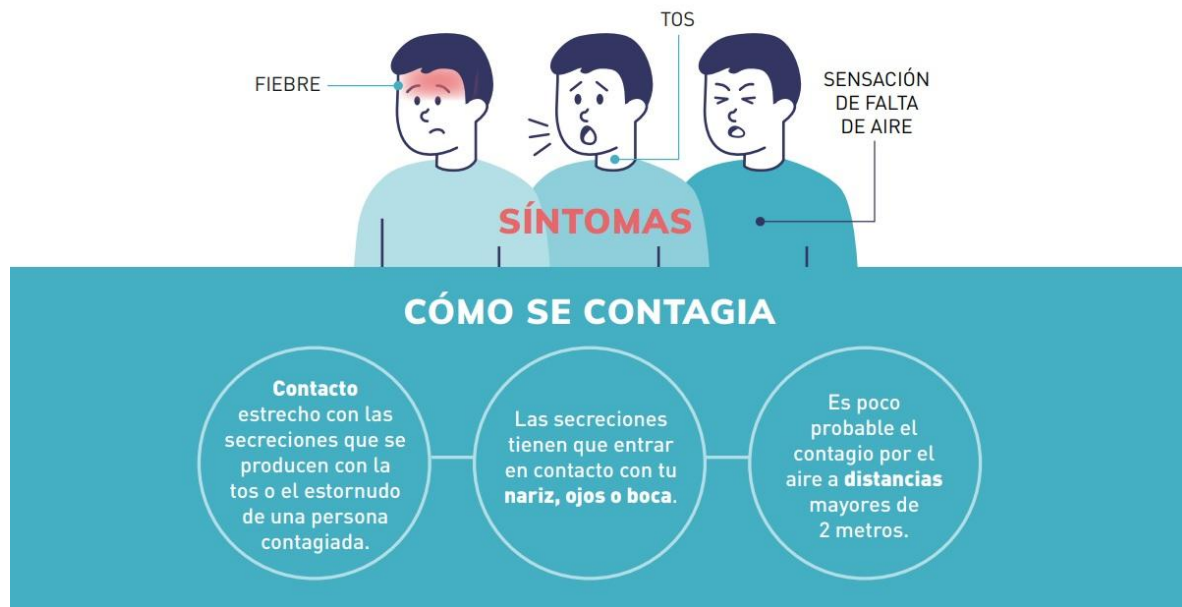 TOS
FIEBRE
SENSACIÓN
DE FALTA
DE AIRE
SÍNTOMAS
CÓMO SE CONTAGIA
Contacto
estrecho con las
secreciones que se
producen con la
tos o el estornudo
de una persona
contagiada.
Las secreciones
tienen que entrar
en contacto con tu
nariz, ojos o boca.
Es poco
probable el
contagio por el
aire a distancias
mayores de
2 metros.